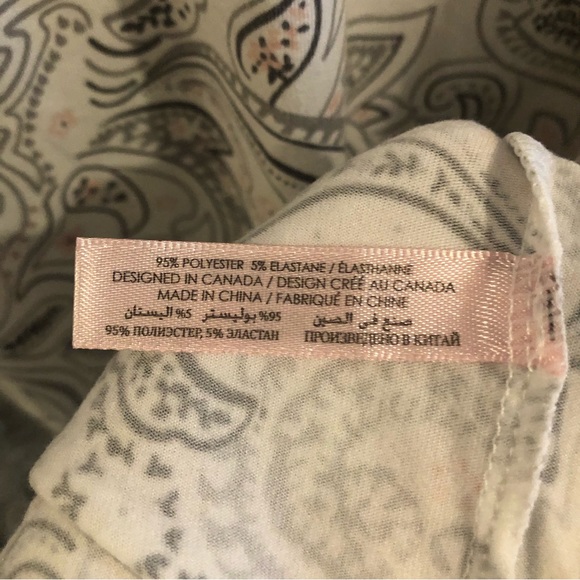 95% POLYESTER 5% ELASTANE / ÉLASTHANNE
DESIGNED IN CANADA / DESIGN CRÉÉ AU CANADA
MADE IN CHINA / FABRIQUÉ EN CHINE
صنع في الصين %95 بوليستر %5 اليستان
95% ПОЛИЭСТЕР, 5% ЭЛАСТАН ПРОИЗВЕДЕНО В КИТАЙ